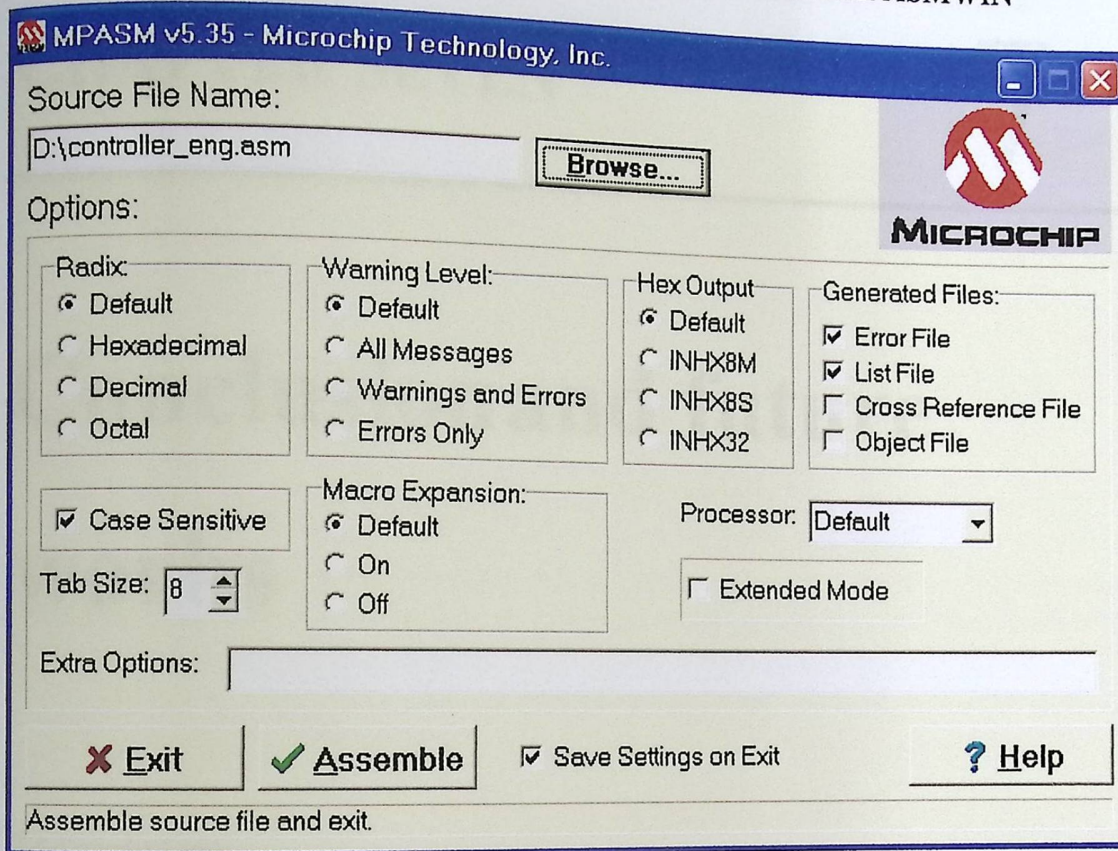 MPASM v5.35 - Microchip Technology, Inc.
Source File Name:
D:\controller_eng.asm
Browse...
MICROCHIP
Options:
Radix:
Default
Hexadecimal
Decimal
Octal
Warning Level:
Default
All Messages
Warnings and Errors
Errors Only
Hex Output
Default
INHX8M
INHX8S
INHX32
Generated Files:
Error File
List File
Cross Reference File
Object File
Case Sensitive
Tab Size: 8
Macro Expansion:
Default
On
Off
Processor: Default
Extended Mode
Extra Options:
Exit
Assemble
Save Settings on Exit
? Help
Assemble source file and exit.